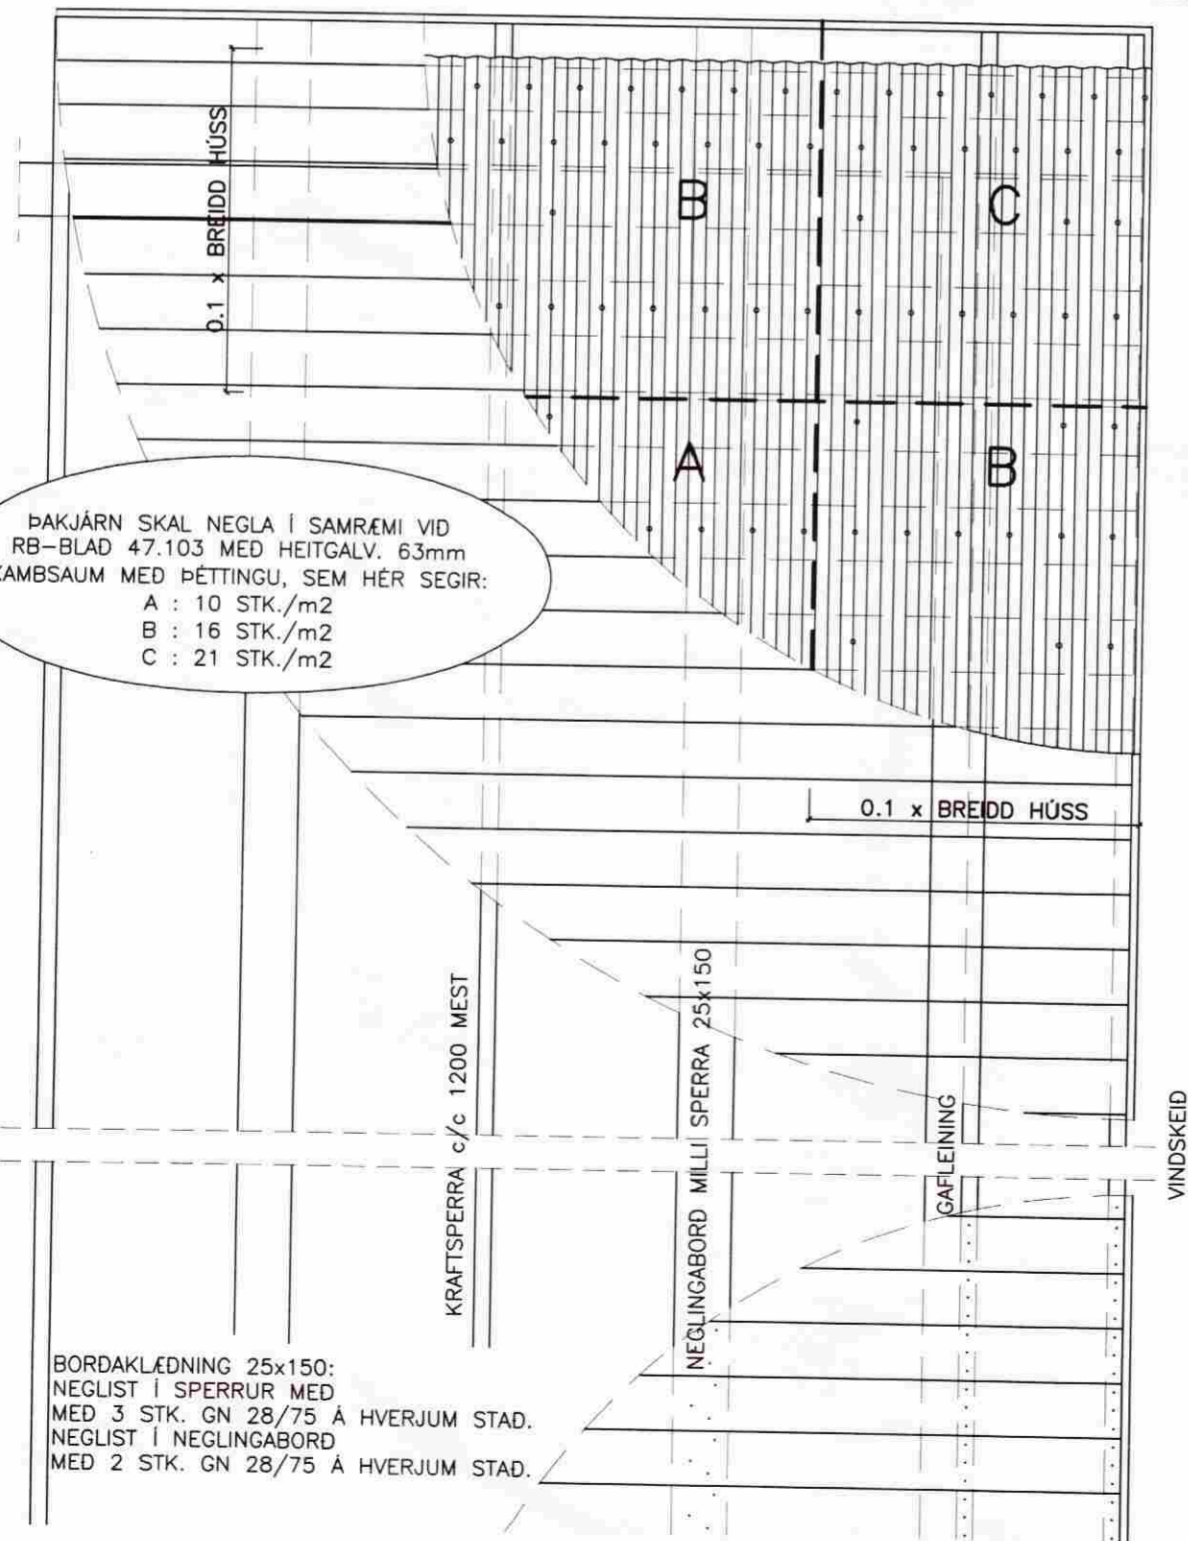 0.1 x BREIDD HÚSS
B
C
A
B
ÞAKJÁRN SKAL NEGLA Í SAMRÆMI VIÐ
RB-BLAÐ 47.103 MEÐ HEITGALV. 63mm
KAMBSAUM MEÐ ÞÉTTINGU, SEM HÉR SEGIR:
A : 10 STK./m2
B : 16 STK./m2
C : 21 STK./m2
0.1 x BREIDD HÚSS
KRAFTSPERRA c/c 1200 MEST
NEGLINGABORÐ MILLI SPERRA 25x150
GAFLEINING
VINDSKEIÐ
BORÐAKLÆÐNING 25x150:
NEGLIST Í SPERRUR MEÐ
MEÐ 3 STK. GN 28/75 Á HVERJUM STAÐ.
NEGLIST Í NEGLINGABORÐ
MEÐ 2 STK. GN 28/75 Á HVERJUM STAÐ.